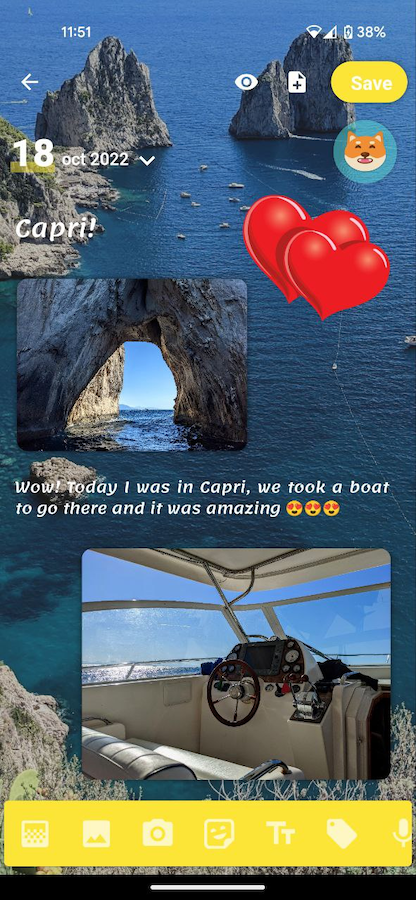 11:51
38%
Save
18 oct 2022
Capri!
Wow! Today I was in Capri, we took a boat
to go there and it was amazing 😍😍😍
Tт